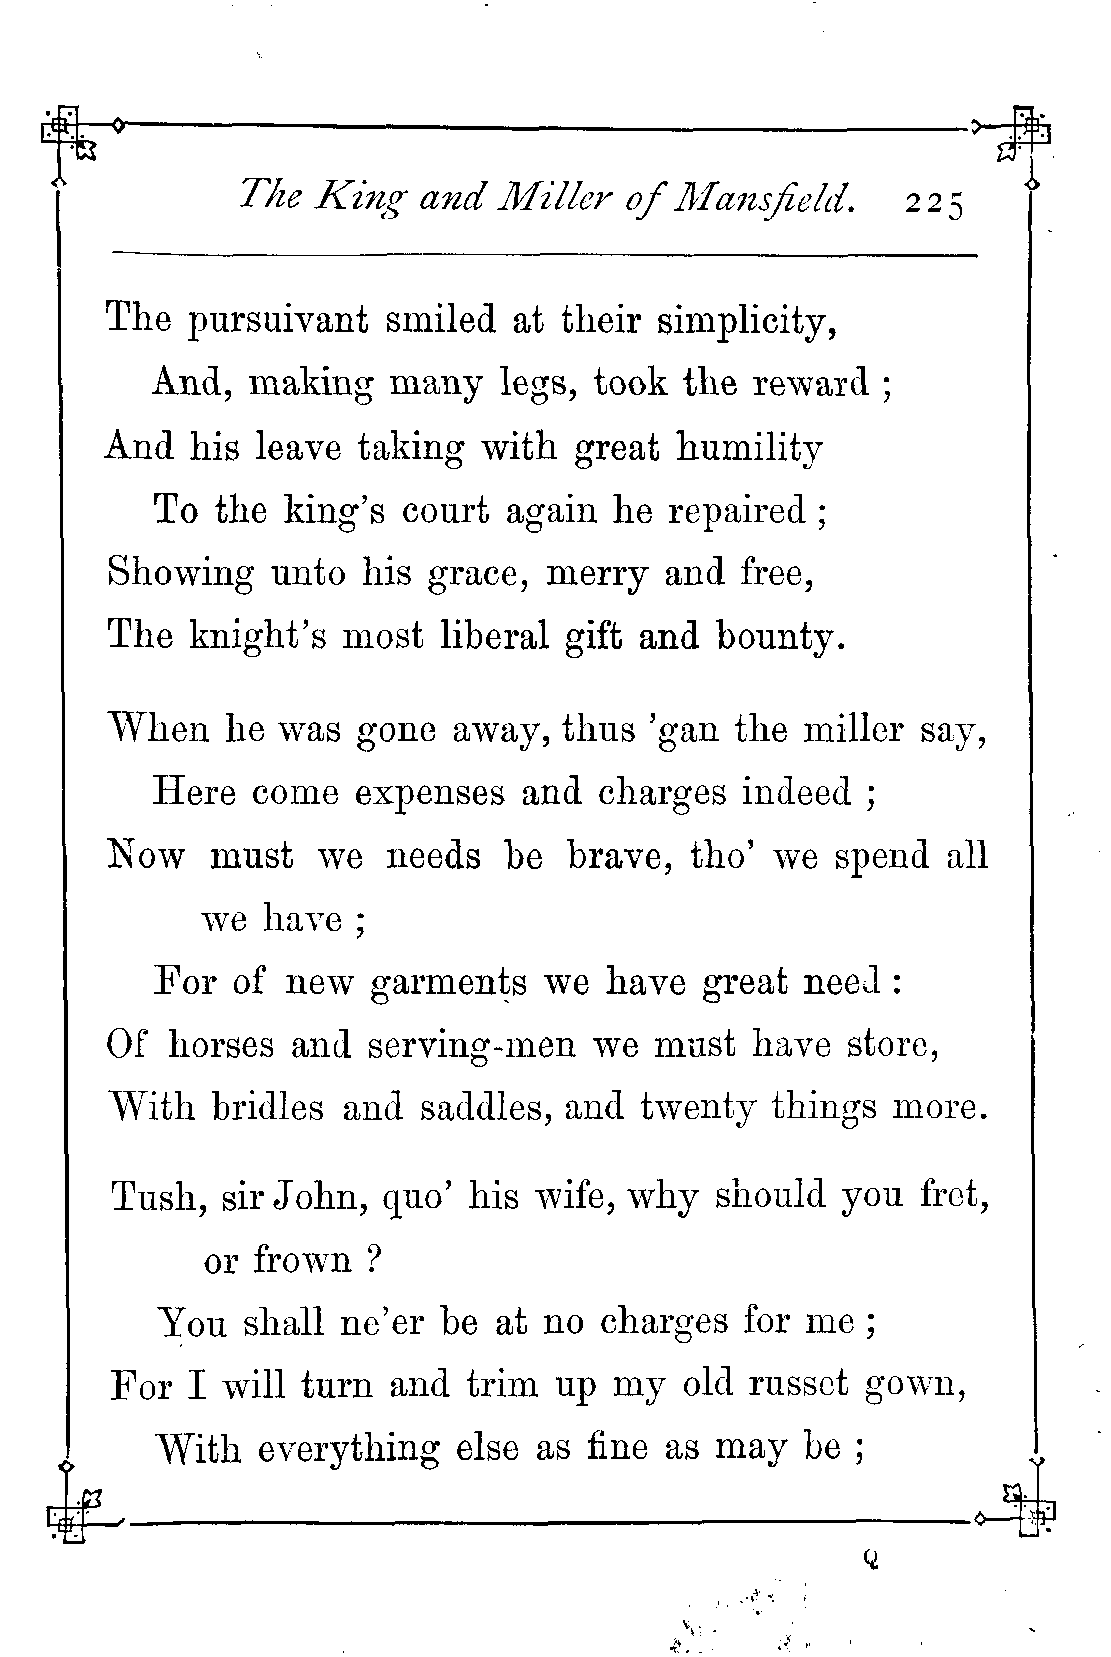 The King and Miller of Mansfield. 225
The pursuivant smiled at their simplicity,
And, making many legs, took the reward ;
And his leave taking with great humility
To the king's court again he repaired ;
Showing unto his grace, merry and free,
The knight's most liberal gift and bounty.
When he was gone away, thus 'gan the miller say,
Here come expenses and charges indeed ;
Now must we needs be brave, tho' we spend all
we have ;
For of new garments we have great need :
Of horses and serving-men we must have store,
With bridles and saddles, and twenty things more.
Tush, sir John, quo' his wife, why should you fret,
or frown ?
You shall ne'er be at no charges for me ;
For I will turn and trim up my old russet gown,
With everything else as fine as may be ;
Q